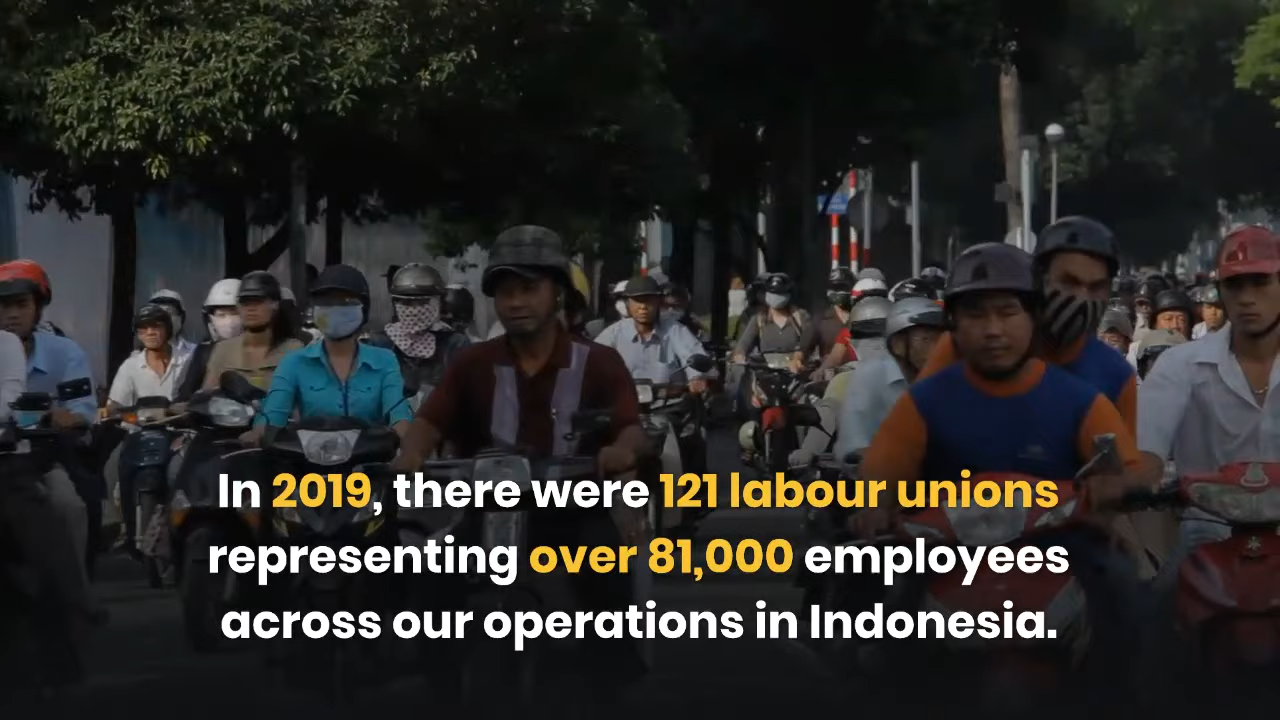 In 2019, there were 121 labour unions
representing over 81,000 employees
across our operations in Indonesia.